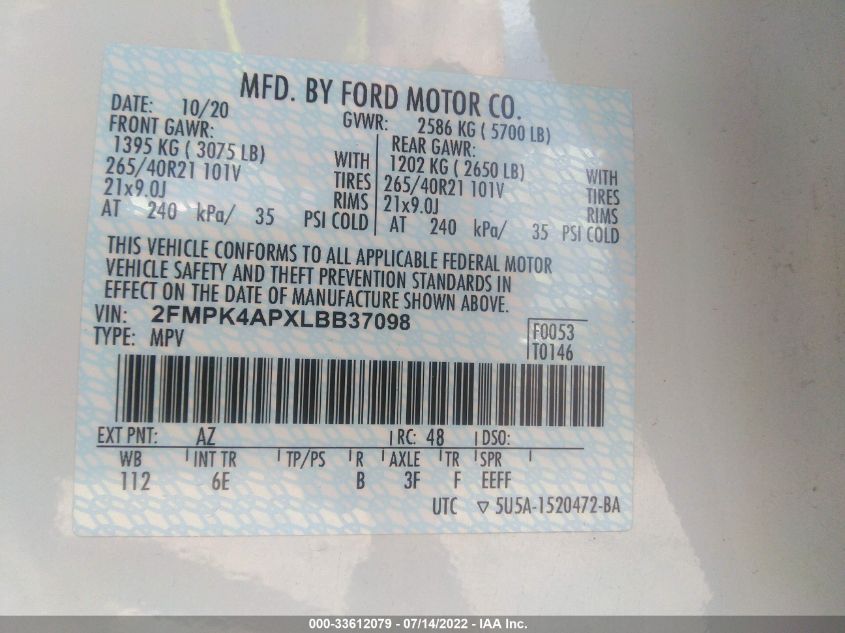 MFD. BY FORD MOTOR CO.
DATE: 10/20 GVWR: 2586 KG ( 5700 LB)
FRONT GAWR: REAR GAWR:
1395 KG ( 3075 LB) WITH 1202 KG ( 2650 LB) WITH
265/40R21 101V TIRES 265/40R21 101V TIRES
21x9.0J RIMS 21x9.0J RIMS
AT 240 kPa/ 35 PSI COLD AT 240 kPa/ 35 PSI COLD
THIS VEHICLE CONFORMS TO ALL APPLICABLE FEDERAL MOTOR
VEHICLE SAFETY AND THEFT PREVENTION STANDARDS IN
EFFECT ON THE DATE OF MANUFACTURE SHOWN ABOVE.
VIN: 2FMPK4APXLBB37098
TYPE: MPV
F0053
T0146
EXT PNT: AZ RC: 48 DSO:
WB INT TR TP/PS R AXLE TR SPR
112 6E B 3F F EEFF
UTC ▽ 5U5A-1520472-BA
000-33612079 - 07/14/2022 - IAA Inc.